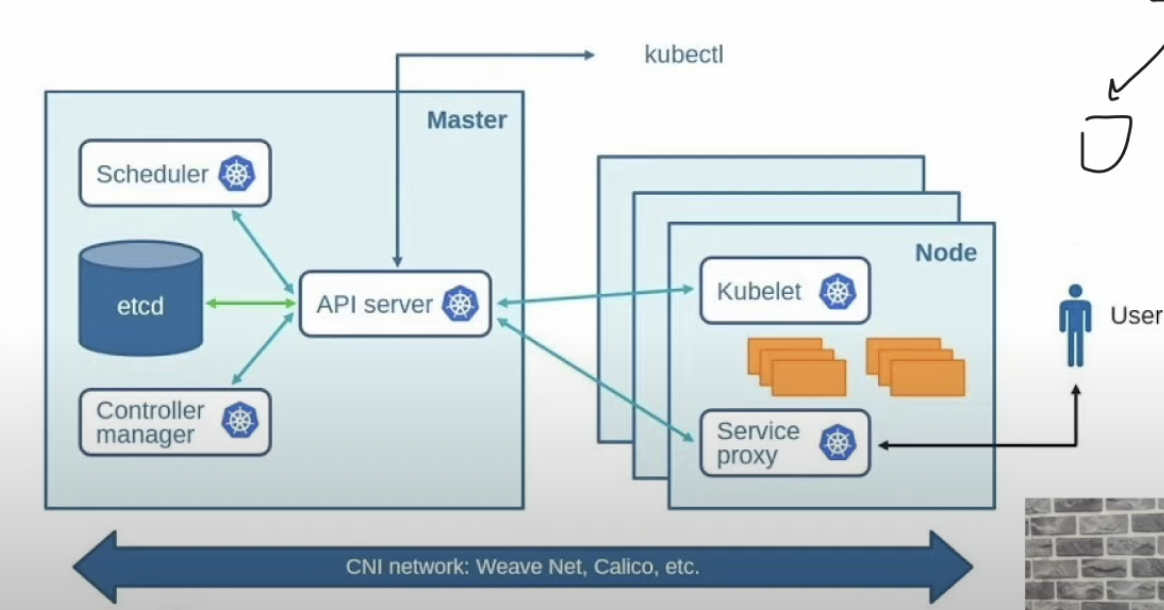 kubectl
Master
Scheduler
etcd
API server
Controller
manager
Node
Kubelet
Service
proxy
User
CNI network: Weave Net, Calico, etc.